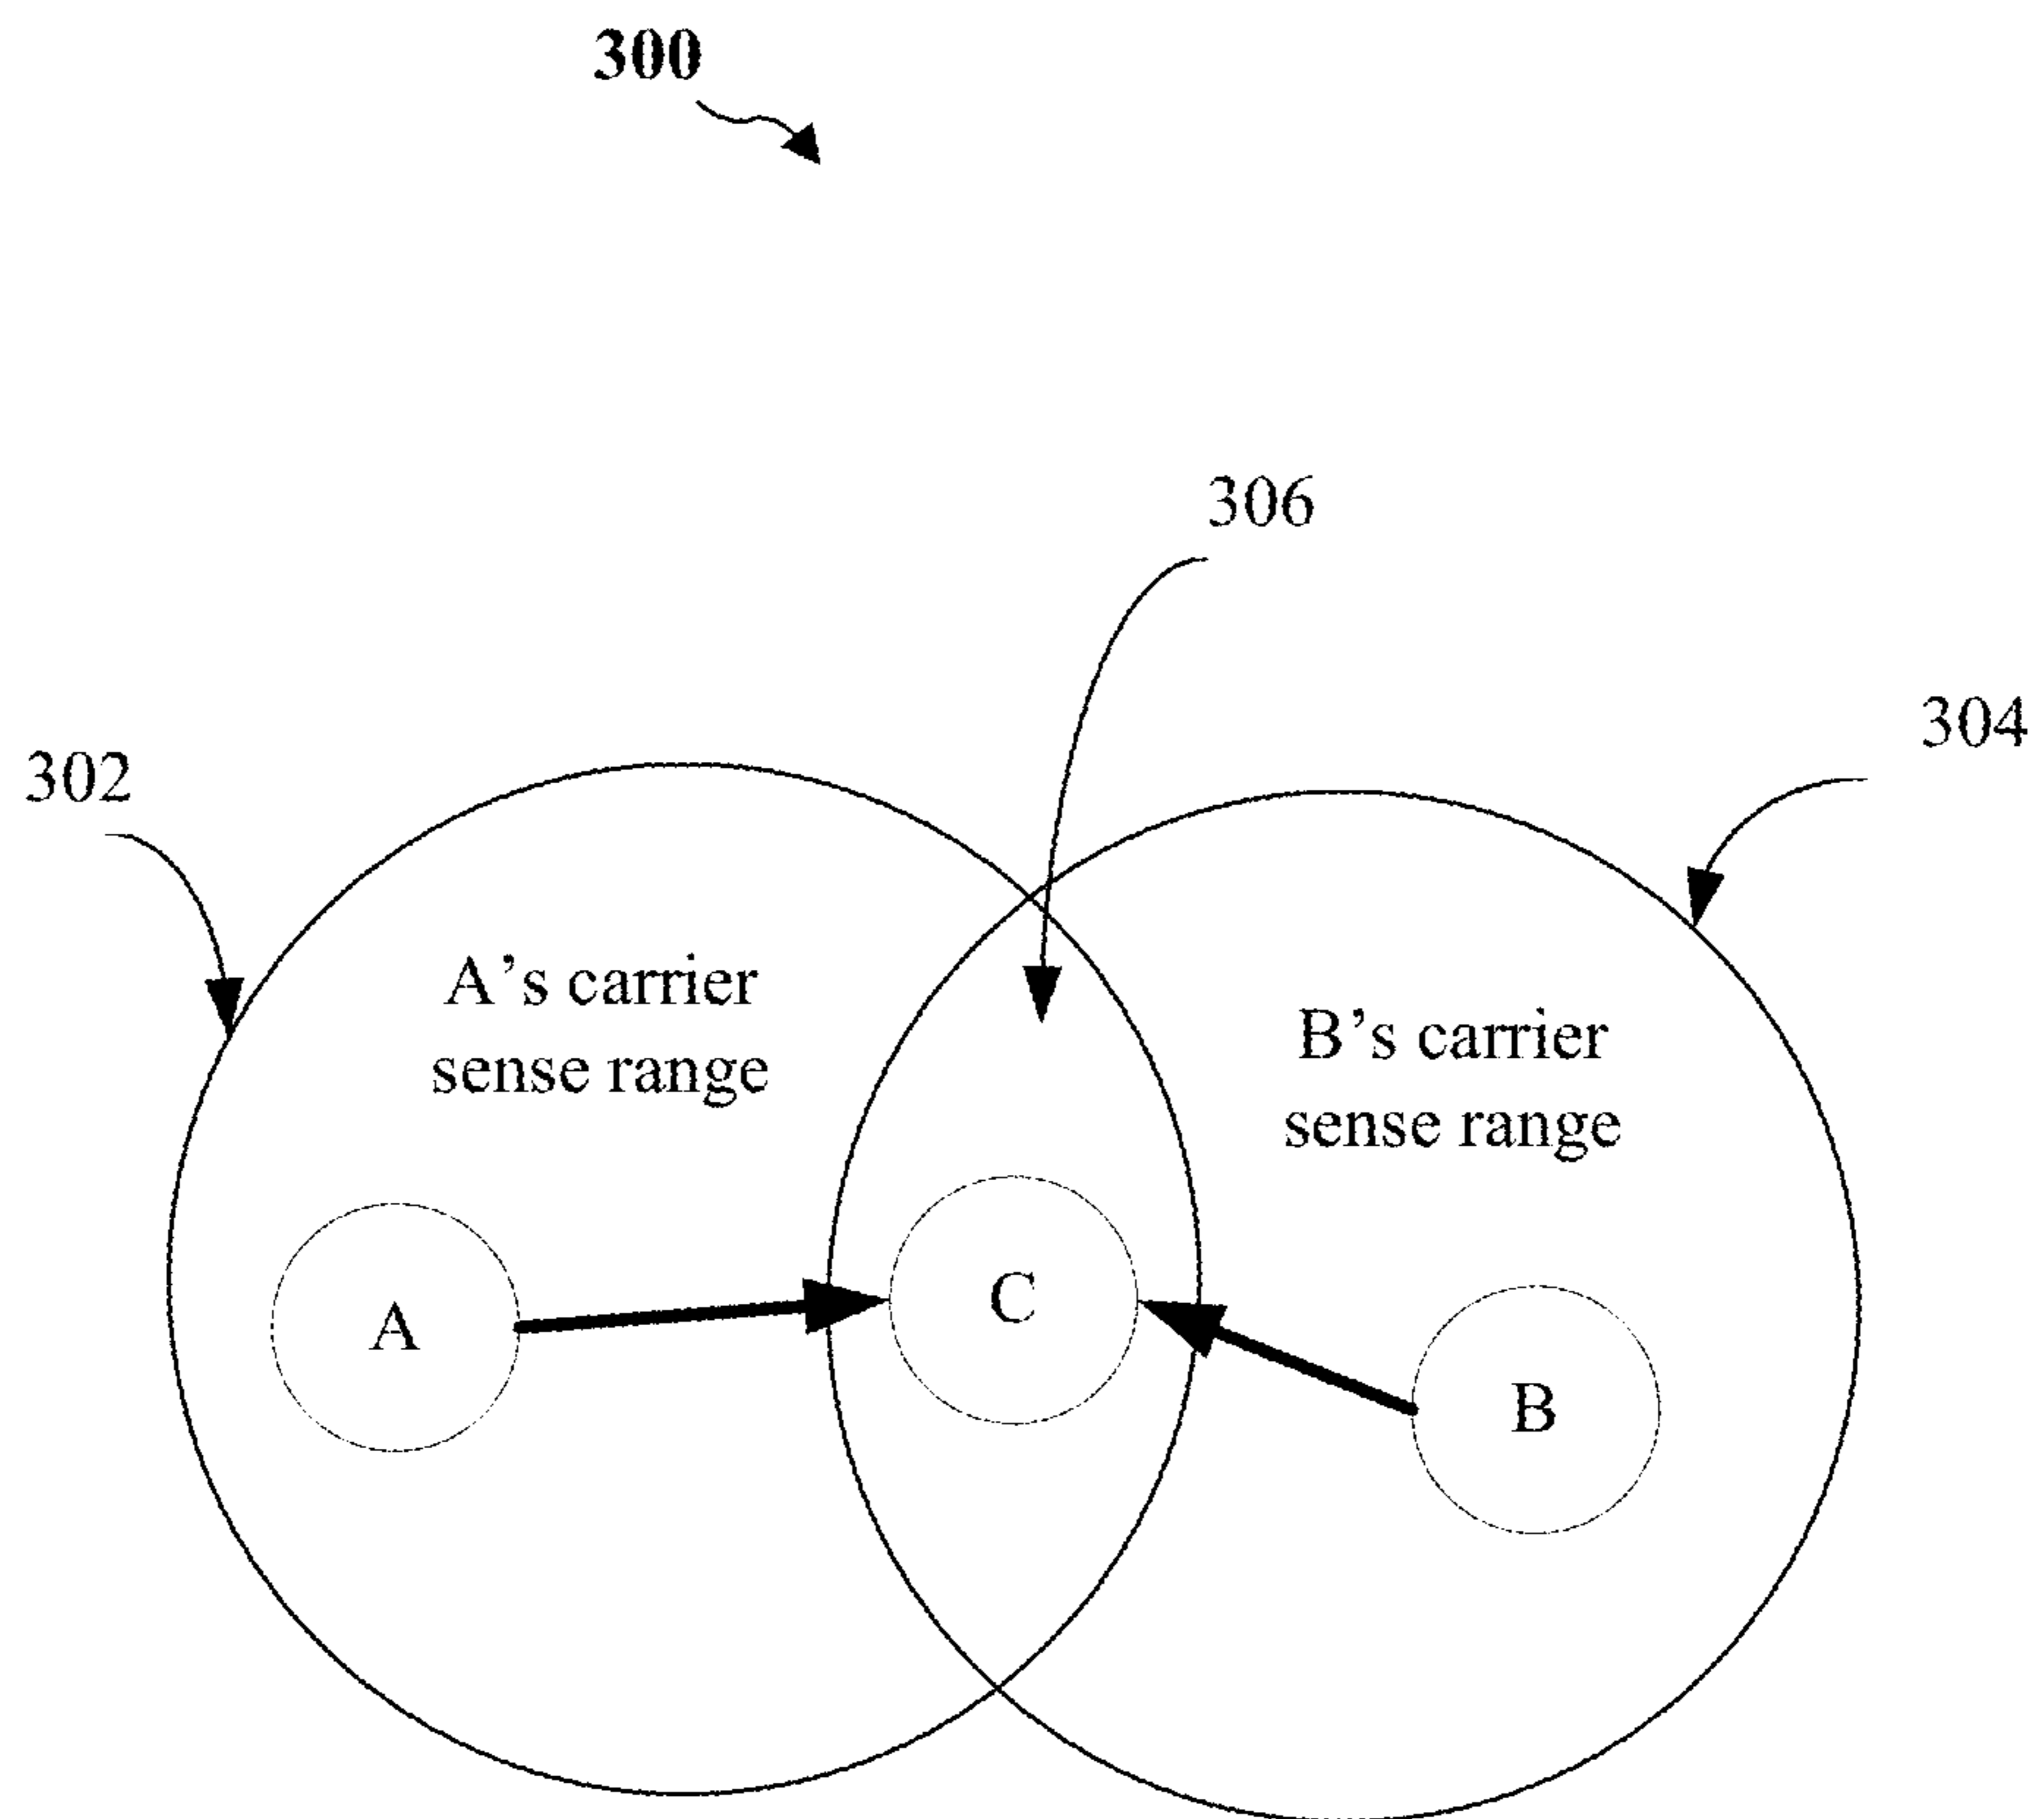 300
306
304
302
A's carrier
sense range
B's carrier
sense range
A
C
B